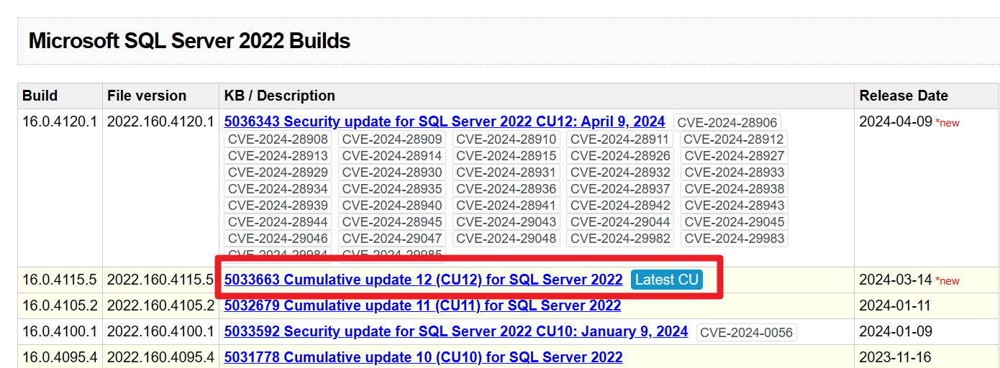 Microsoft SQL Server 2022 Builds
Build File version KB / Description Release Date
16.0.4120.1 2022.160.4120.1 5036343 Security update for SQL Server 2022 CU12: April 9, 2024 CVE-2024-28906 2024-04-09 *new
CVE-2024-28908 CVE-2024-28909 CVE-2024-28910 CVE-2024-28911 CVE-2024-28912
CVE-2024-28913 CVE-2024-28914 CVE-2024-28915 CVE-2024-28926 CVE-2024-28927
CVE-2024-28929 CVE-2024-28930 CVE-2024-28931 CVE-2024-28932 CVE-2024-28933
CVE-2024-28934 CVE-2024-28935 CVE-2024-28936 CVE-2024-28937 CVE-2024-28938
CVE-2024-28939 CVE-2024-28940 CVE-2024-28941 CVE-2024-28942 CVE-2024-28943
CVE-2024-28944 CVE-2024-28945 CVE-2024-29043 CVE-2024-29044 CVE-2024-29045
CVE-2024-29046 CVE-2024-29047 CVE-2024-29048 CVE-2024-29982 CVE-2024-29983
CVE-2024-29984 CVE-2024-29985
16.0.4115.5 2022.160.4115.5 5033663 Cumulative update 12 (CU12) for SQL Server 2022 Latest CU 2024-03-14 *new
16.0.4105.2 2022.160.4105.2 5032679 Cumulative update 11 (CU11) for SQL Server 2022 2024-01-11
16.0.4100.1 2022.160.4100.1 5033592 Security update for SQL Server 2022 CU10: January 9, 2024 CVE-2024-0056 2024-01-09
16.0.4095.4 2022.160.4095.4 5031778 Cumulative update 10 (CU10) for SQL Server 2022 2023-11-16